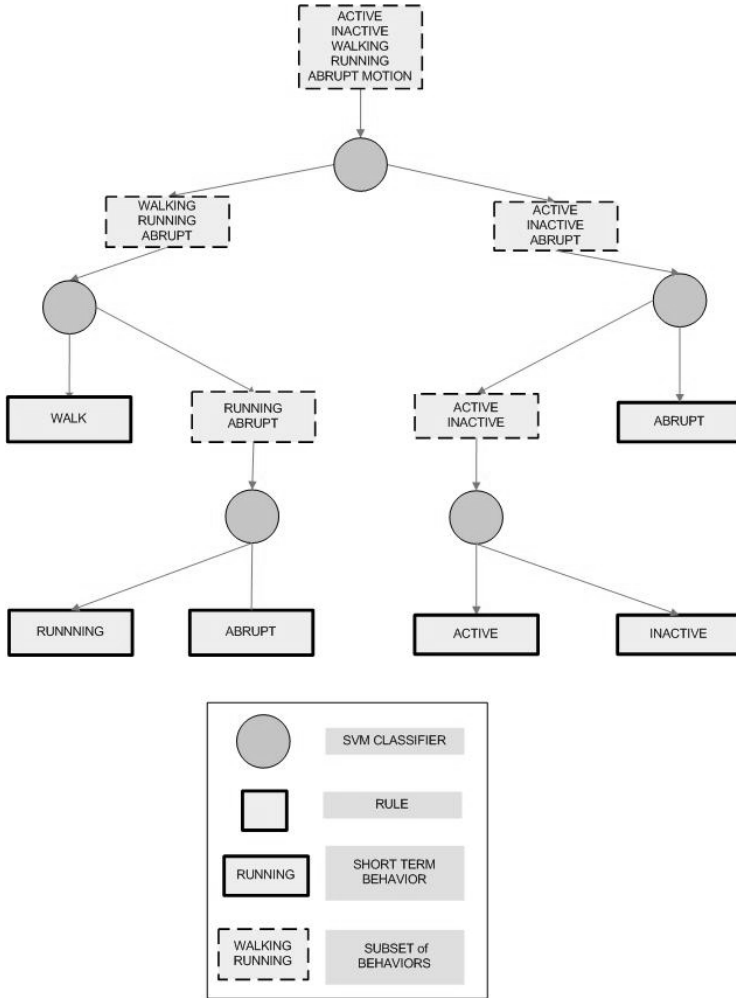 ACTIVE
INACTIVE
WALKING
RUNNING
ABRUPT MOTION
WALKING
RUNNING
ABRUPT
ACTIVE
INACTIVE
ABRUPT
WALK
RUNNING
ABRUPT
ACTIVE
INACTIVE
ABRUPT
RUNNNING
ABRUPT
ACTIVE
INACTIVE
SVM CLASSIFIER
RULE
RUNNING
SHORT TERM
BEHAVIOR
WALKING
RUNNING
SUBSET of
BEHAVIORS